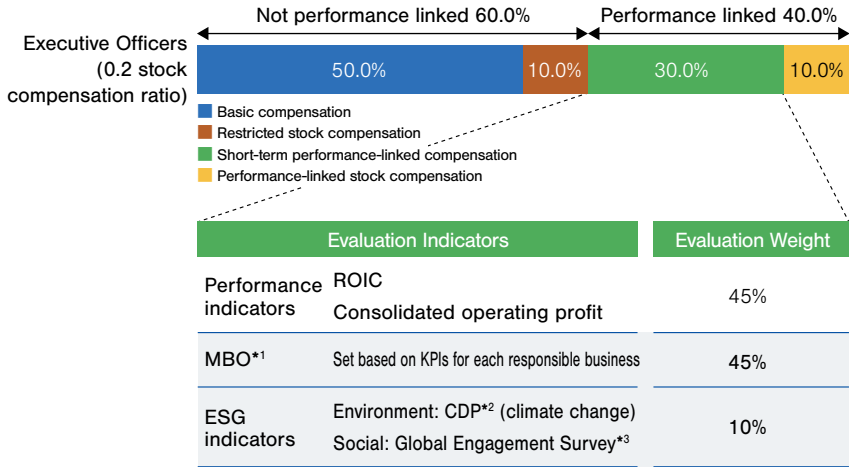 Not performance linked 60.0% Performance linked 40.0%
Executive Officers
(0.2 stock
compensation ratio)
50.0% 10.0% 30.0% 10.0%
Basic compensation
Restricted stock compensation
Short-term performance-linked compensation
Performance-linked stock compensation
Evaluation Indicators Evaluation Weight
Performance
indicators
ROIC
Consolidated operating profit
45%
MBO*1 Set based on KPIs for each responsible business 45%
ESG
indicators
Environment: CDP*2 (climate change)
Social: Global Engagement Survey*3
10%